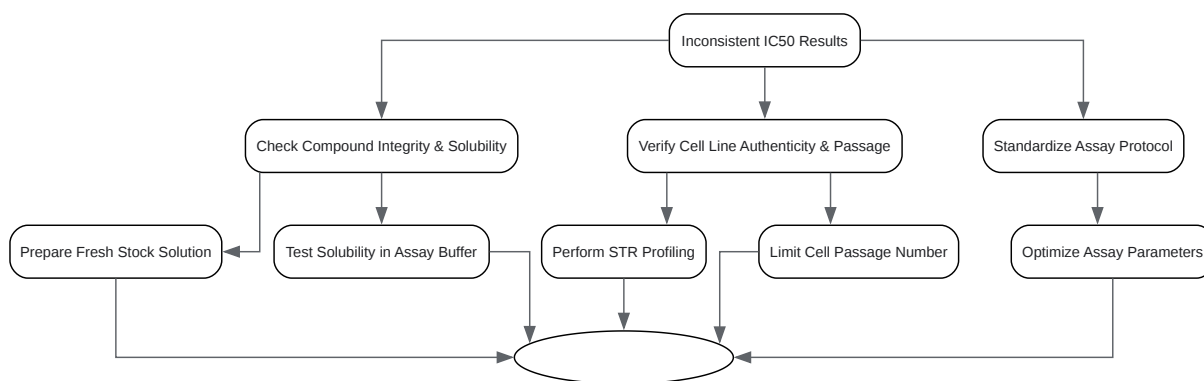 Inconsistent IC50 Results
Check Compound Integrity & Solubility
Verify Cell Line Authenticity & Passage
Standardize Assay Protocol
Prepare Fresh Stock Solution
Test Solubility in Assay Buffer
Perform STR Profiling
Limit Cell Passage Number
Optimize Assay Parameters